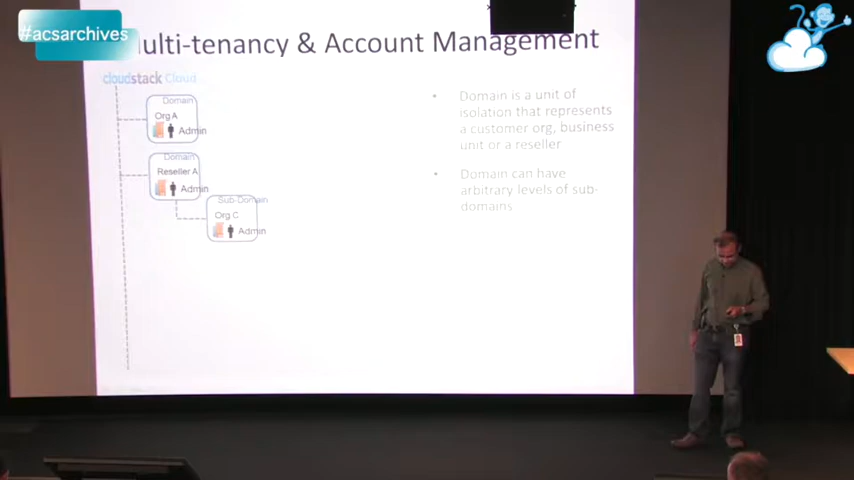 #acsarchives
ulti-tenancy & Account Management
cloudstack Cloud
Domain
Org A
Admin
Domain
Reseller A
Admin
Sub-Domain
Org C
Admin
• Domain is a unit of
isolation that represents
a customer org, business
unit or a reseller
• Domain can have
arbitrary levels of sub-
domains